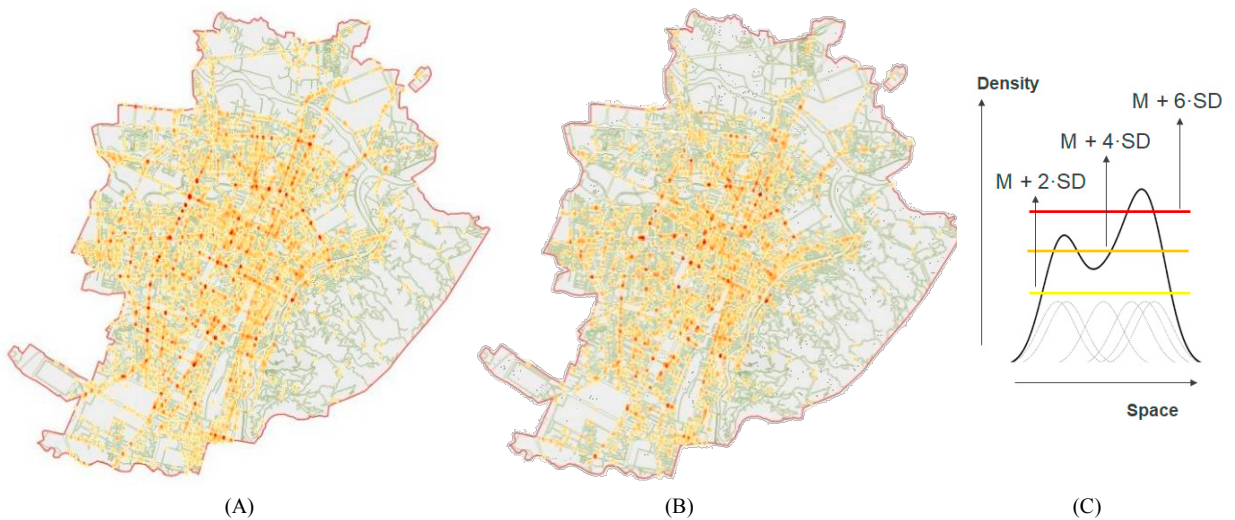 Density
M + 6·SD
M + 4·SD
M + 2·SD
Space
(A)
(B)
(C)